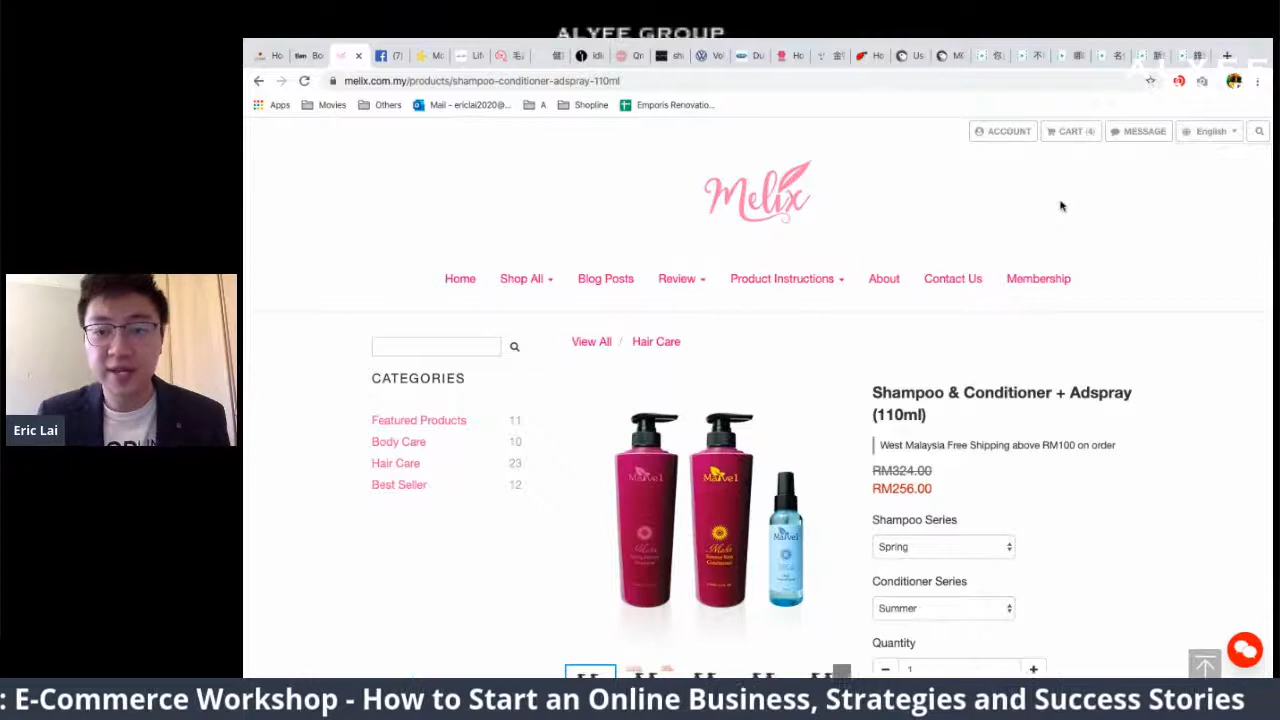 ALYEE GROUP
melix.com.my/products/shampoo-conditioner-adspray-110ml
Apps Movies Others Mail - ericlai2020@... A Shopline Emporis Renovatio...
ACCOUNT CART (4) MESSAGE English
Melix
Home Shop All Blog Posts Review Product Instructions About Contact Us Membership
View All / Hair Care
CATEGORIES
Featured Products 11
Body Care 10
Hair Care 23
Best Seller 12
Shampoo & Conditioner + Adspray
(110ml)
West Malaysia Free Shipping above RM100 on order
RM324.00
RM256.00
Shampoo Series
Spring
Conditioner Series
Summer
Quantity
1
Eric Lai
: E-Commerce Workshop - How to Start an Online Business, Strategies and Success Stories